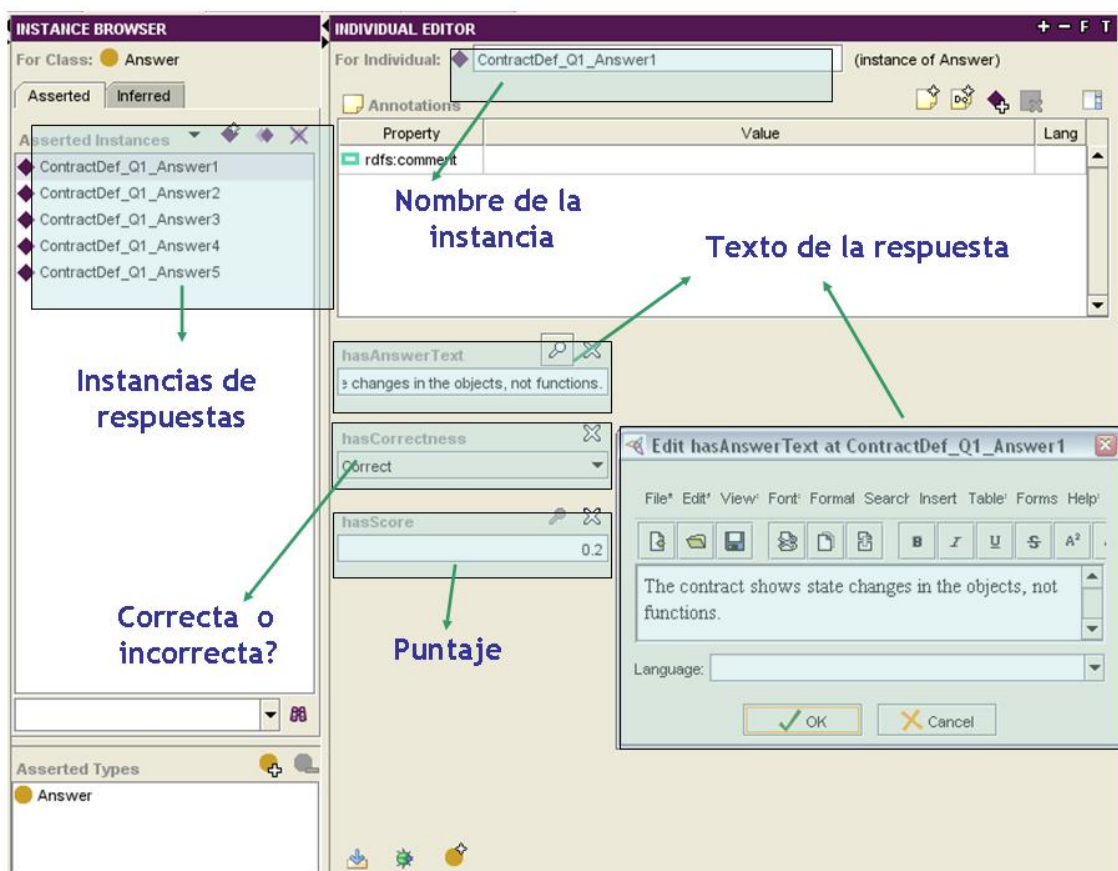 INSTANCE BROWSER
For Class: Answer
Asserted Inferred
Asserted Instances
ContractDef_Q1_Answer1
ContractDef_Q1_Answer2
ContractDef_Q1_Answer3
ContractDef_Q1_Answer4
ContractDef_Q1_Answer5
Instancias de
respuestas
Correcta o
incorrecta?
Asserted Types
Answer
INDIVIDUAL EDITOR + − F T
For Individual: ContractDef_Q1_Answer1 (instance of Answer)
Annotations
Property Value Lang
rdfs:comment
Nombre de la
instancia
Texto de la respuesta
hasAnswerText
changes in the objects, not functions.
hasCorrectness
Correct
hasScore
0.2
Puntaje
Edit hasAnswerText at ContractDef_Q1_Answer1
File Edit View Font Format Search Insert Table Forms Help
B I U S A²
The contract shows state changes in the objects, not
functions.
Language:
OK Cancel